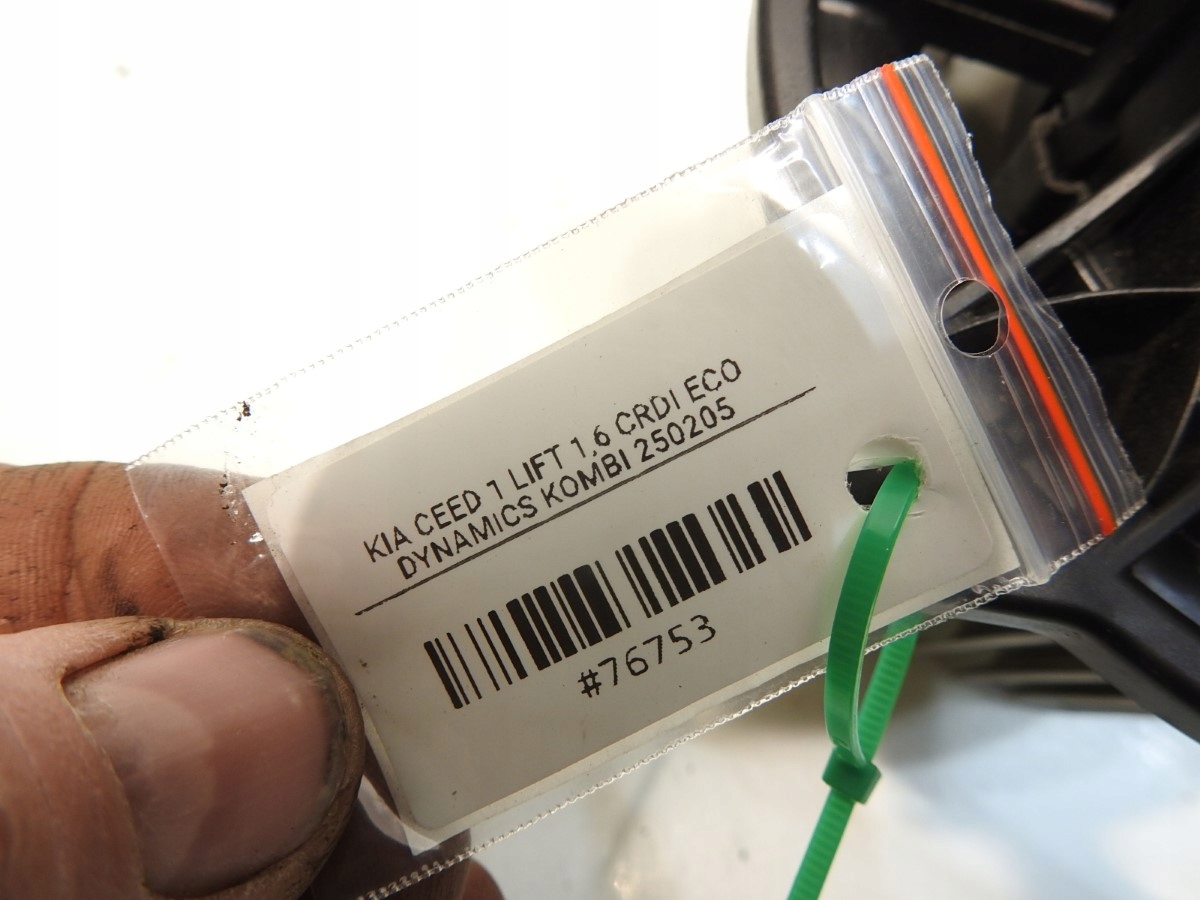 KIA CEED 1 LIFT 1.6 CRDI ECO
DYNAMICS KOMBI 250205
#76753